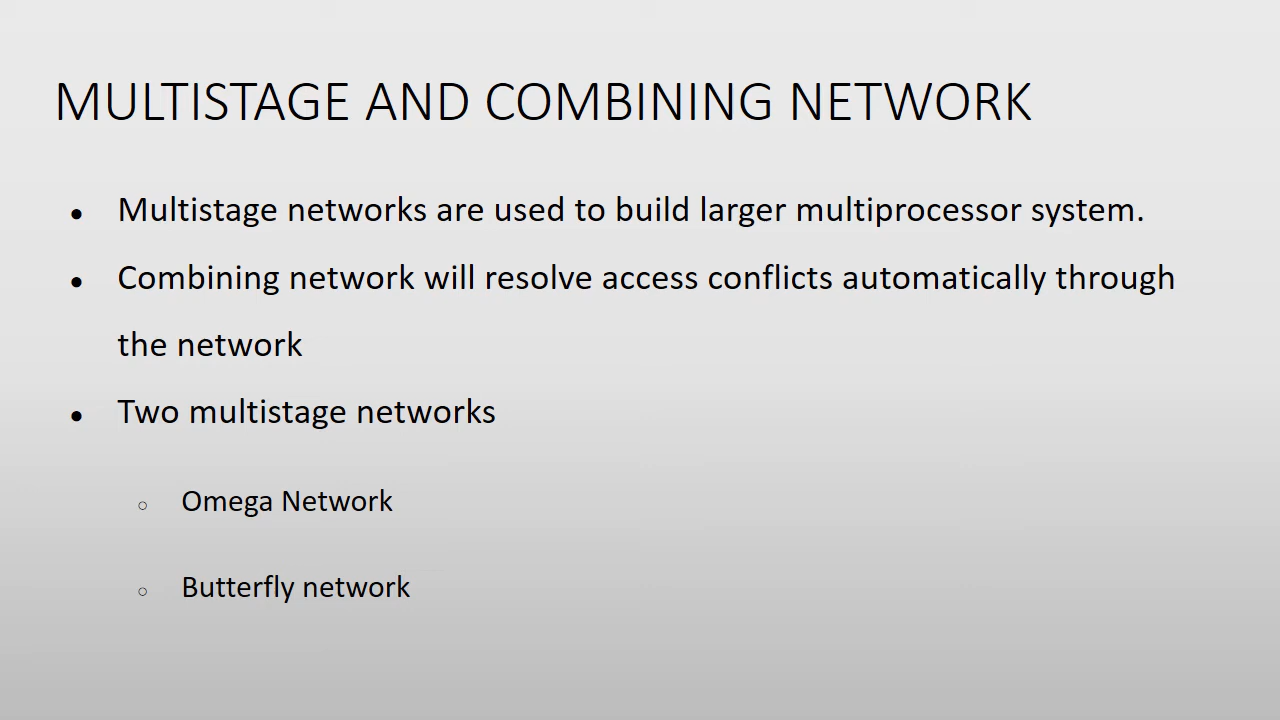 MULTISTAGE AND COMBINING NETWORK
● Multistage networks are used to build larger multiprocessor system.
● Combining network will resolve access conflicts automatically through
the network
● Two multistage networks
○ Omega Network
○ Butterfly network